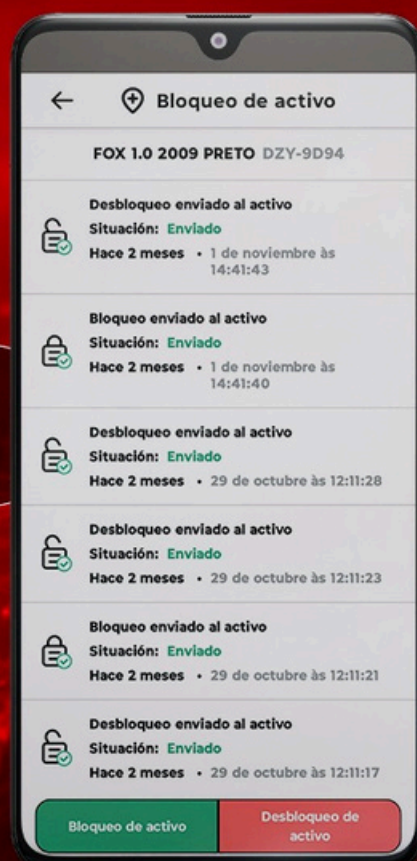 Bloqueo de activo
FOX 1.0 2009 PRETO DZY-9D94
Desbloqueo enviado al activo
Situación: Enviado
Hace 2 meses • 1 de noviembre às
14:41:43
Bloqueo enviado al activo
Situación: Enviado
Hace 2 meses • 1 de noviembre às
14:41:40
Desbloqueo enviado al activo
Situación: Enviado
Hace 2 meses • 29 de octubre às 12:11:28
Desbloqueo enviado al activo
Situación: Enviado
Hace 2 meses • 29 de octubre às 12:11:23
Bloqueo enviado al activo
Situación: Enviado
Hace 2 meses • 29 de octubre às 12:11:21
Desbloqueo enviado al activo
Situación: Enviado
Hace 2 meses • 29 de octubre às 12:11:17
Bloqueo de activo
Desbloqueo de
activo